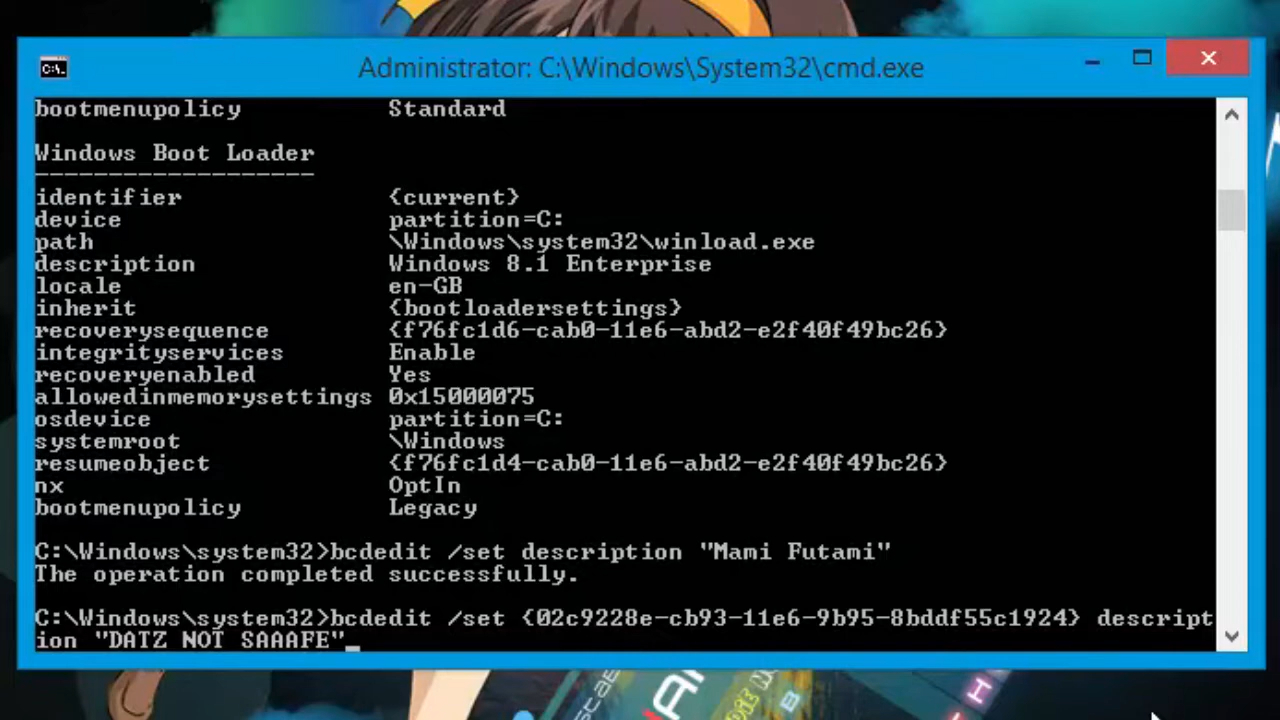 Administrator: C:\Windows\System32\cmd.exe
bootmenupolicy Standard
Windows Boot Loader
-------------------
identifier {current}
device partition=C:
path \Windows\system32\winload.exe
description Windows 8.1 Enterprise
locale en-GB
inherit {bootloadersettings}
recoverysequence {f76fc1d6-cab0-11e6-abd2-e2f40f49bc26}
integrityservices Enable
recoveryenabled Yes
allowedinmemorysettings 0x15000075
osdevice partition=C:
systemroot \Windows
resumeobject {f76fc1d4-cab0-11e6-abd2-e2f40f49bc26}
nx OptIn
bootmenupolicy Legacy
C:\Windows\system32>bcdedit /set description "Mami Futami"
The operation completed successfully.
C:\Windows\system32>bcdedit /set {02c9228e-cb93-11e6-9b95-8bddf55c1924} descript
ion "DATZ NOT SAAAFE"_